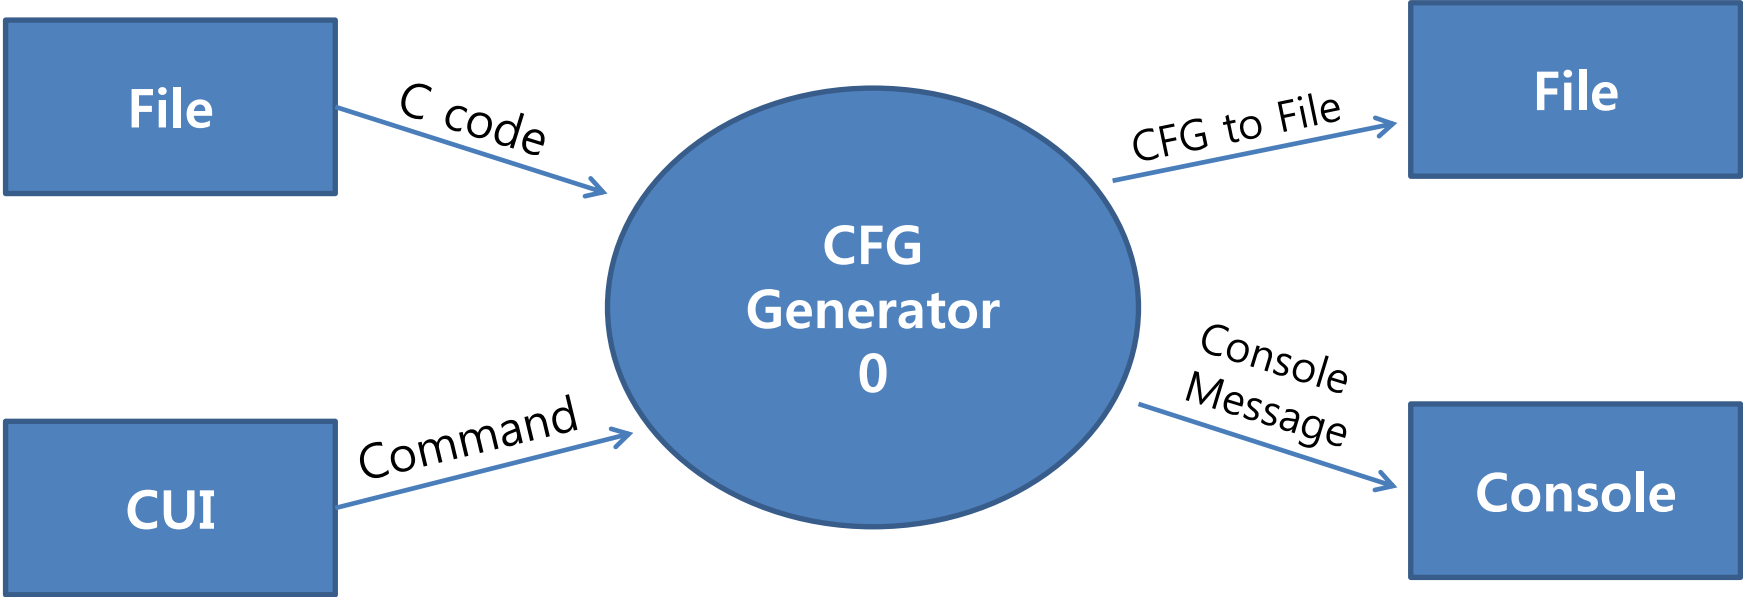 File
C code
CFG
Generator
0
CFG to File
File
CUI
Command
Console
Message
Console